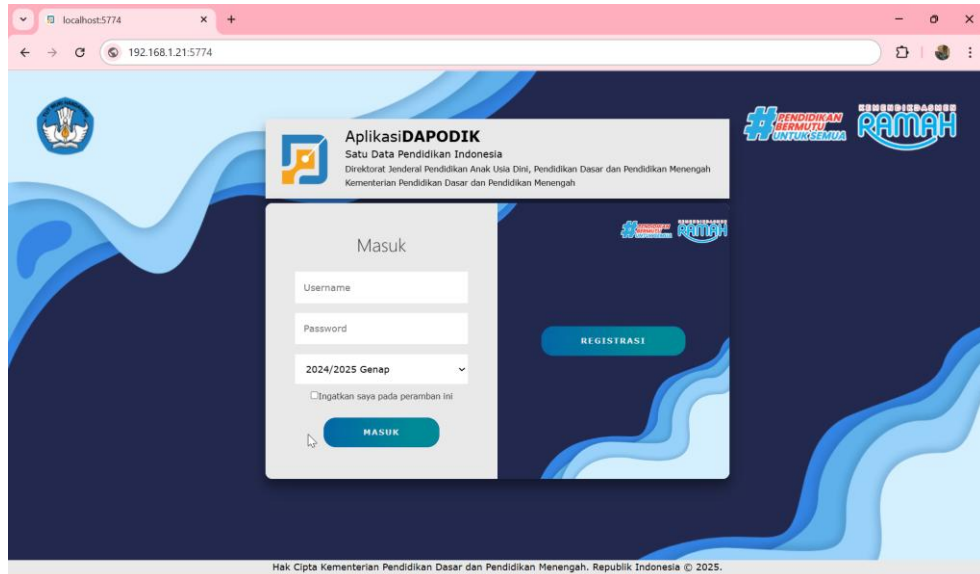 localhost:5774
192.168.1.21:5774
#PENDIDIKAN
BERMUTU
UNTUK SEMUA
KEMENDIKDASMEN
RAMAH
AplikasiDAPODIK
Satu Data Pendidikan Indonesia
Direktorat Jenderal Pendidikan Anak Usia Dini, Pendidikan Dasar dan Pendidikan Menengah
Kementerian Pendidikan Dasar dan Pendidikan Menengah
Masuk
KEMENDIKDASMEN
RAMAH
Username
Password
REGISTRASI
2024/2025 Genap
Ingatkan saya pada peramban ini
MASUK
Hak Cipta Kementerian Pendidikan Dasar dan Pendidikan Menengah. Republik Indonesia © 2025.